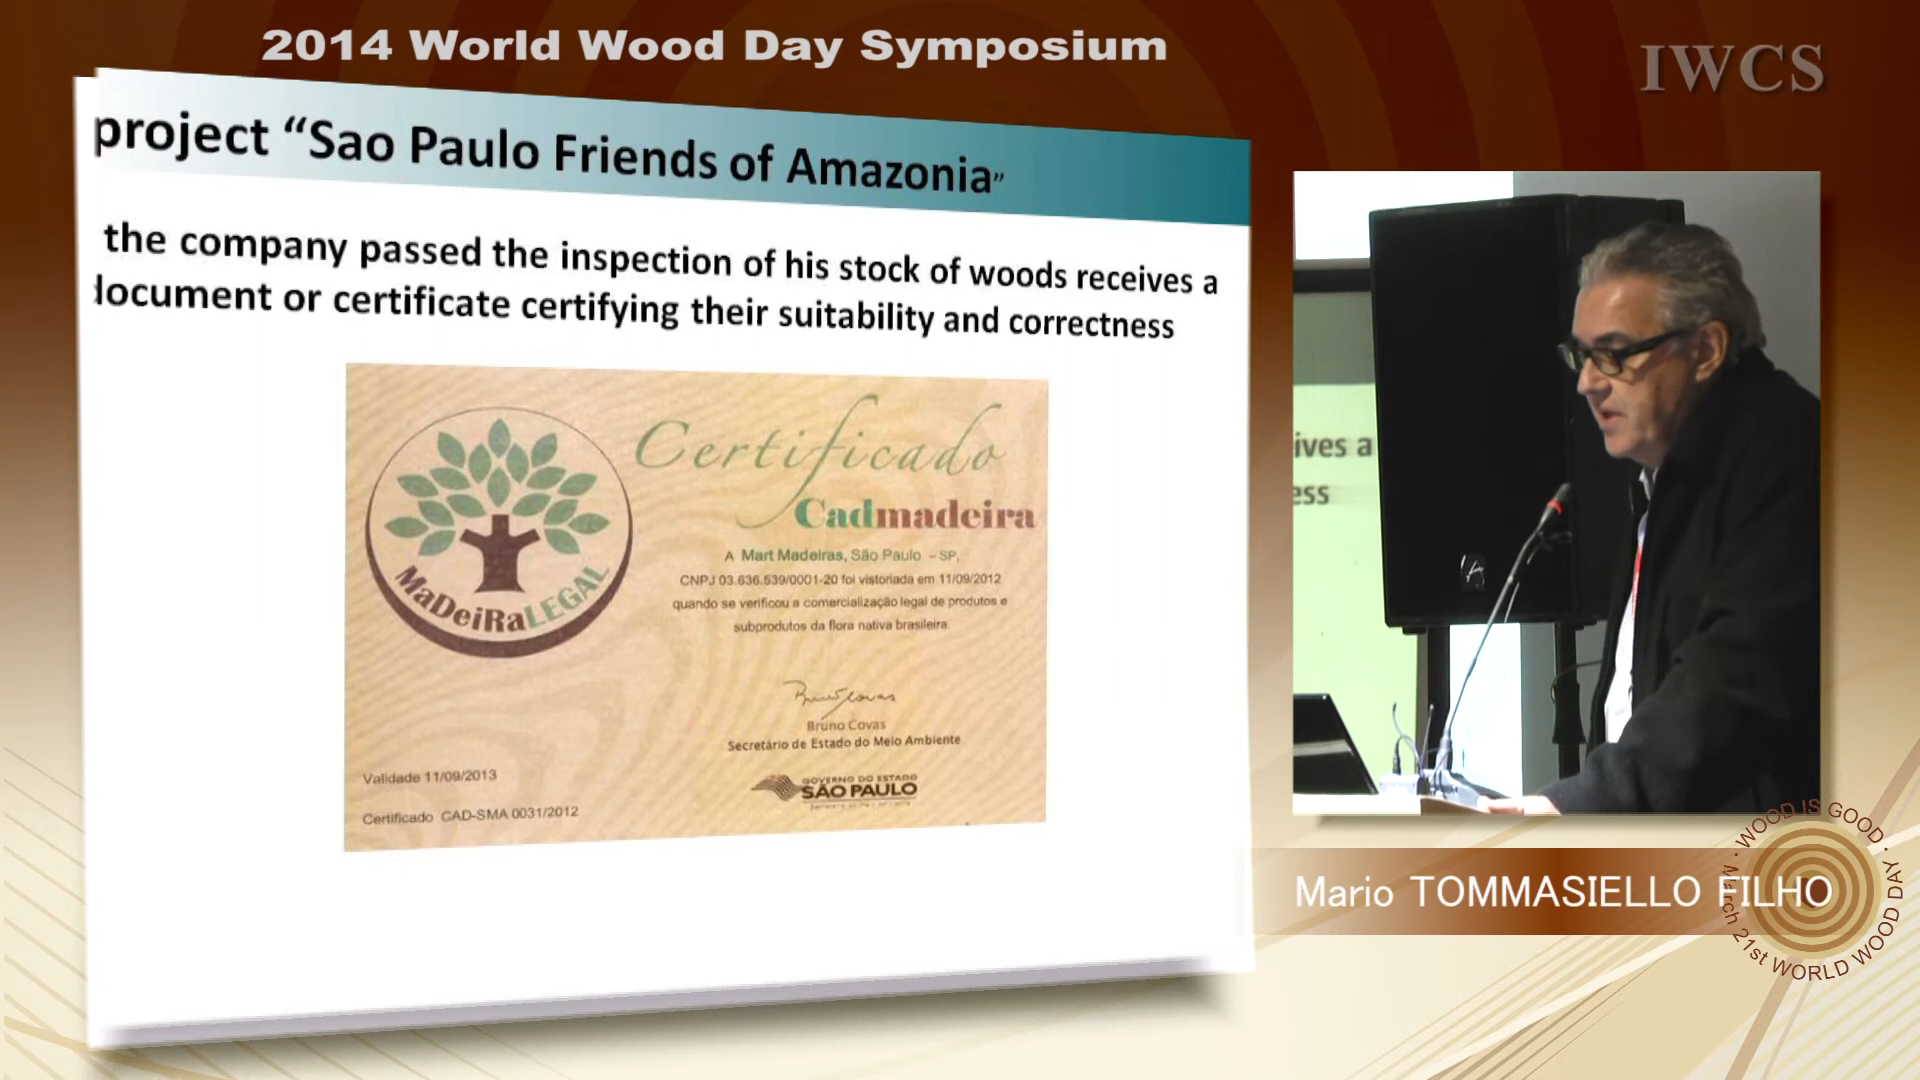 2014 World Wood Day Symposium
IWCS
project “Sao Paulo Friends of Amazonia”
the company passed the inspection of his stock of woods receives a
document or certificate certifying their suitability and correctness
Certificado
Cadmadeira
MaDeiRaLEGAL
A Mart Madeiras, São Paulo – SP,
CNPJ 03.636.539/0001-20 foi vistoriada em 11/09/2012
quando se verificou a comercialização legal de produtos e
subprodutos da flora nativa brasileira.
Bruno Covas
Secretário de Estado do Meio Ambiente
GOVERNO DO ESTADO
SÃO PAULO
Validade 11/09/2013
Certificado CAD-SMA 0031/2012
ives a
ess
Mario TOMMASIELLO FILHO
· WOOD IS GOOD ·
March 21st WORLD WOOD DAY